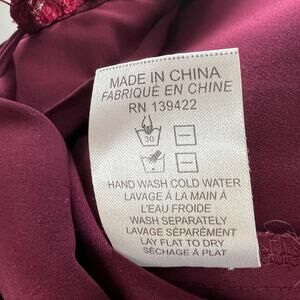 MADE IN CHINA
FABRIQUÉ EN CHINE
RN 139422
30
HAND WASH COLD WATER
LAVAGE À LA MAIN À
L'EAU FROIDE
WASH SEPARATELY
LAVAGE SÉPARÉMENT
LAY FLAT TO DRY
SÉCHAGE À PLAT